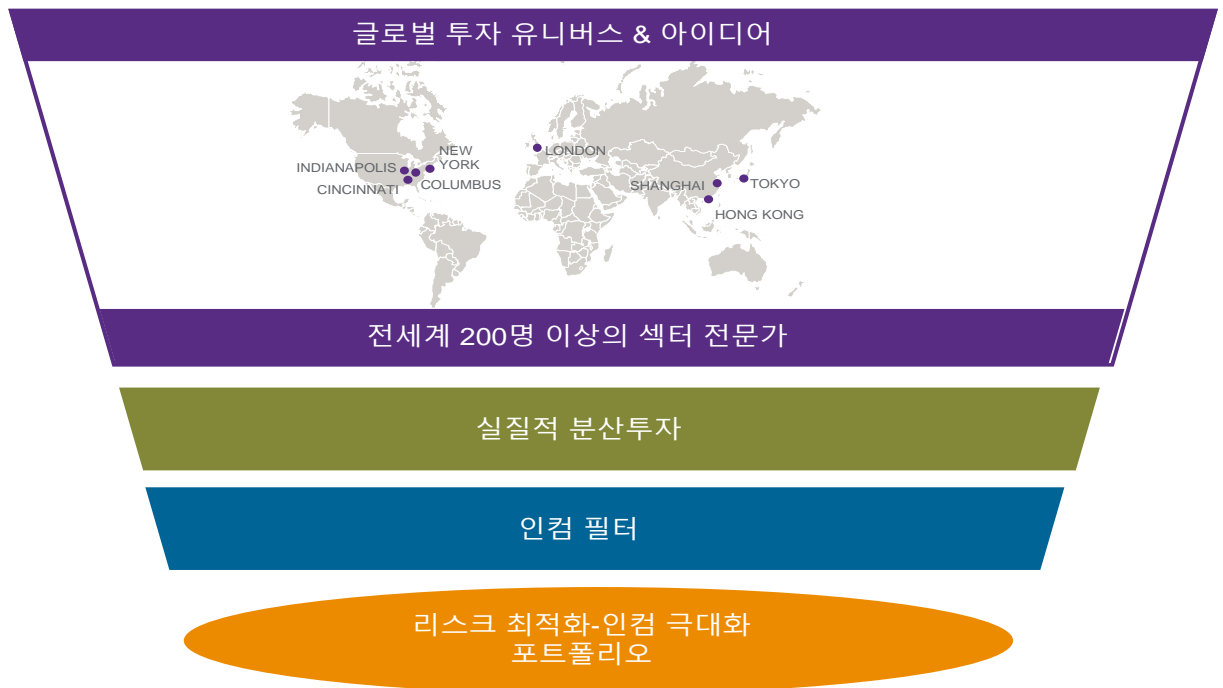 글로벌 투자 유니버스 & 아이디어
NEW
YORK
INDIANAPOLIS
CINCINNATI
COLUMBUS
LONDON
SHANGHAI
TOKYO
HONG KONG
전세계 200명 이상의 섹터 전문가
실질적 분산투자
인컴 필터
리스크 최적화-인컴 극대화
포트폴리오